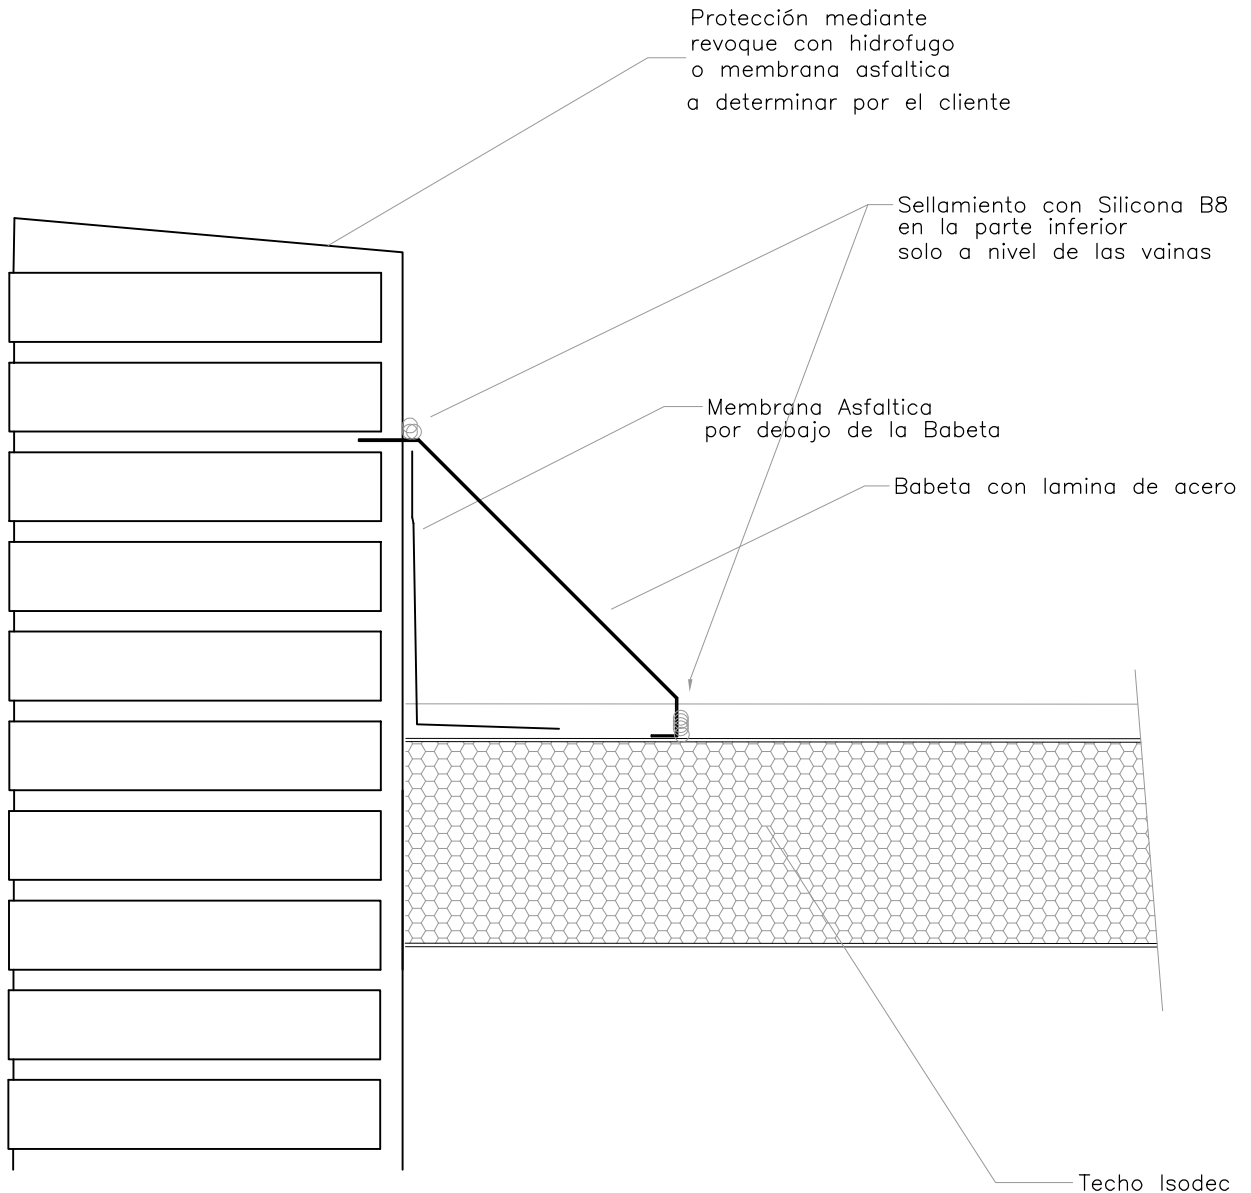 Protección mediante
revoque con hidrofugo
o membrana asfaltica
a determinar por el cliente
Sellamiento con Silicona B8
en la parte inferior
solo a nivel de las vainas
Membrana Asfaltica
por debajo de la Babeta
Babeta con lamina de acero
Techo Isodec